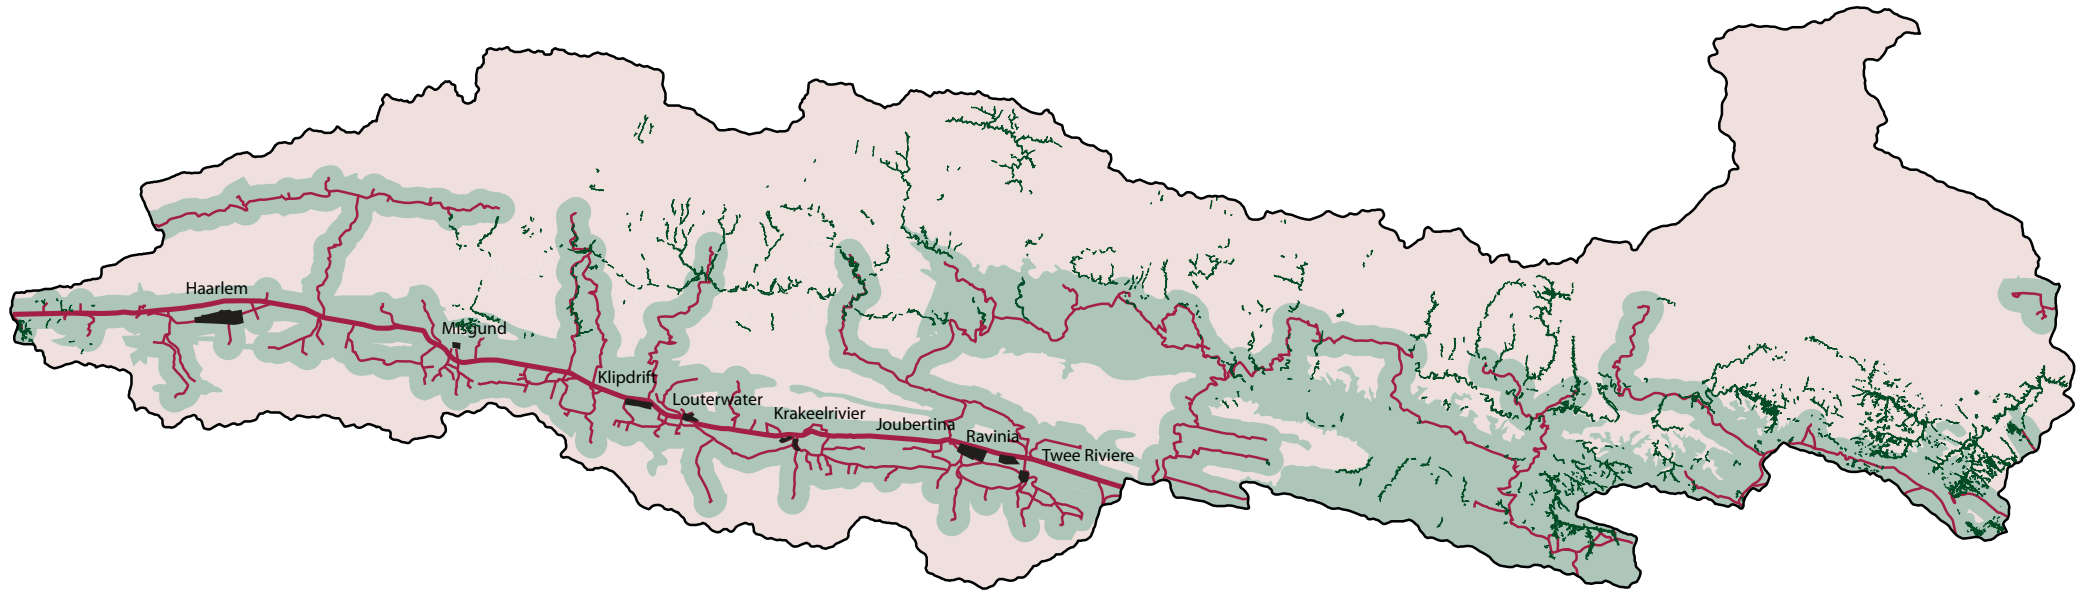 Haarlem
Misgund
Klipdrift
Louterwater
Krakeelrivier
Joubertina
Ravinia
Twee Riviere